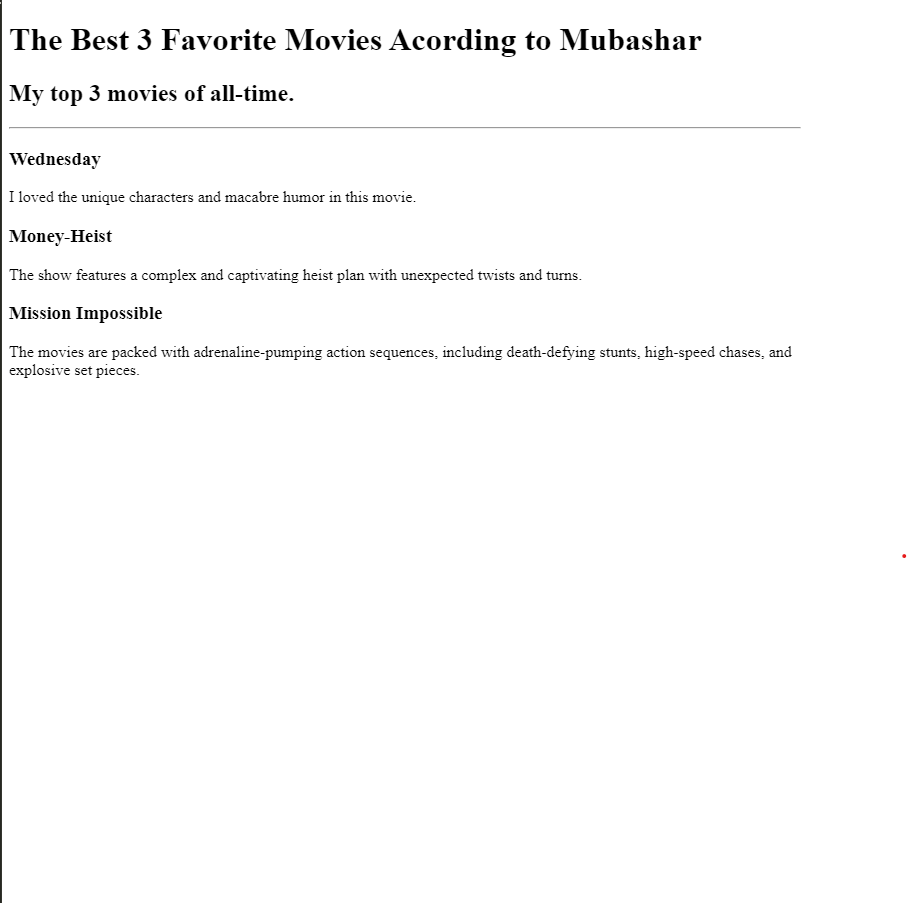 The Best 3 Favorite Movies Acording to Mubashar
My top 3 movies of all-time.
Wednesday
I loved the unique characters and macabre humor in this movie.
Money-Heist
The show features a complex and captivating heist plan with unexpected twists and turns.
Mission Impossible
The movies are packed with adrenaline-pumping action sequences, including death-defying stunts, high-speed chases, and
explosive set pieces.